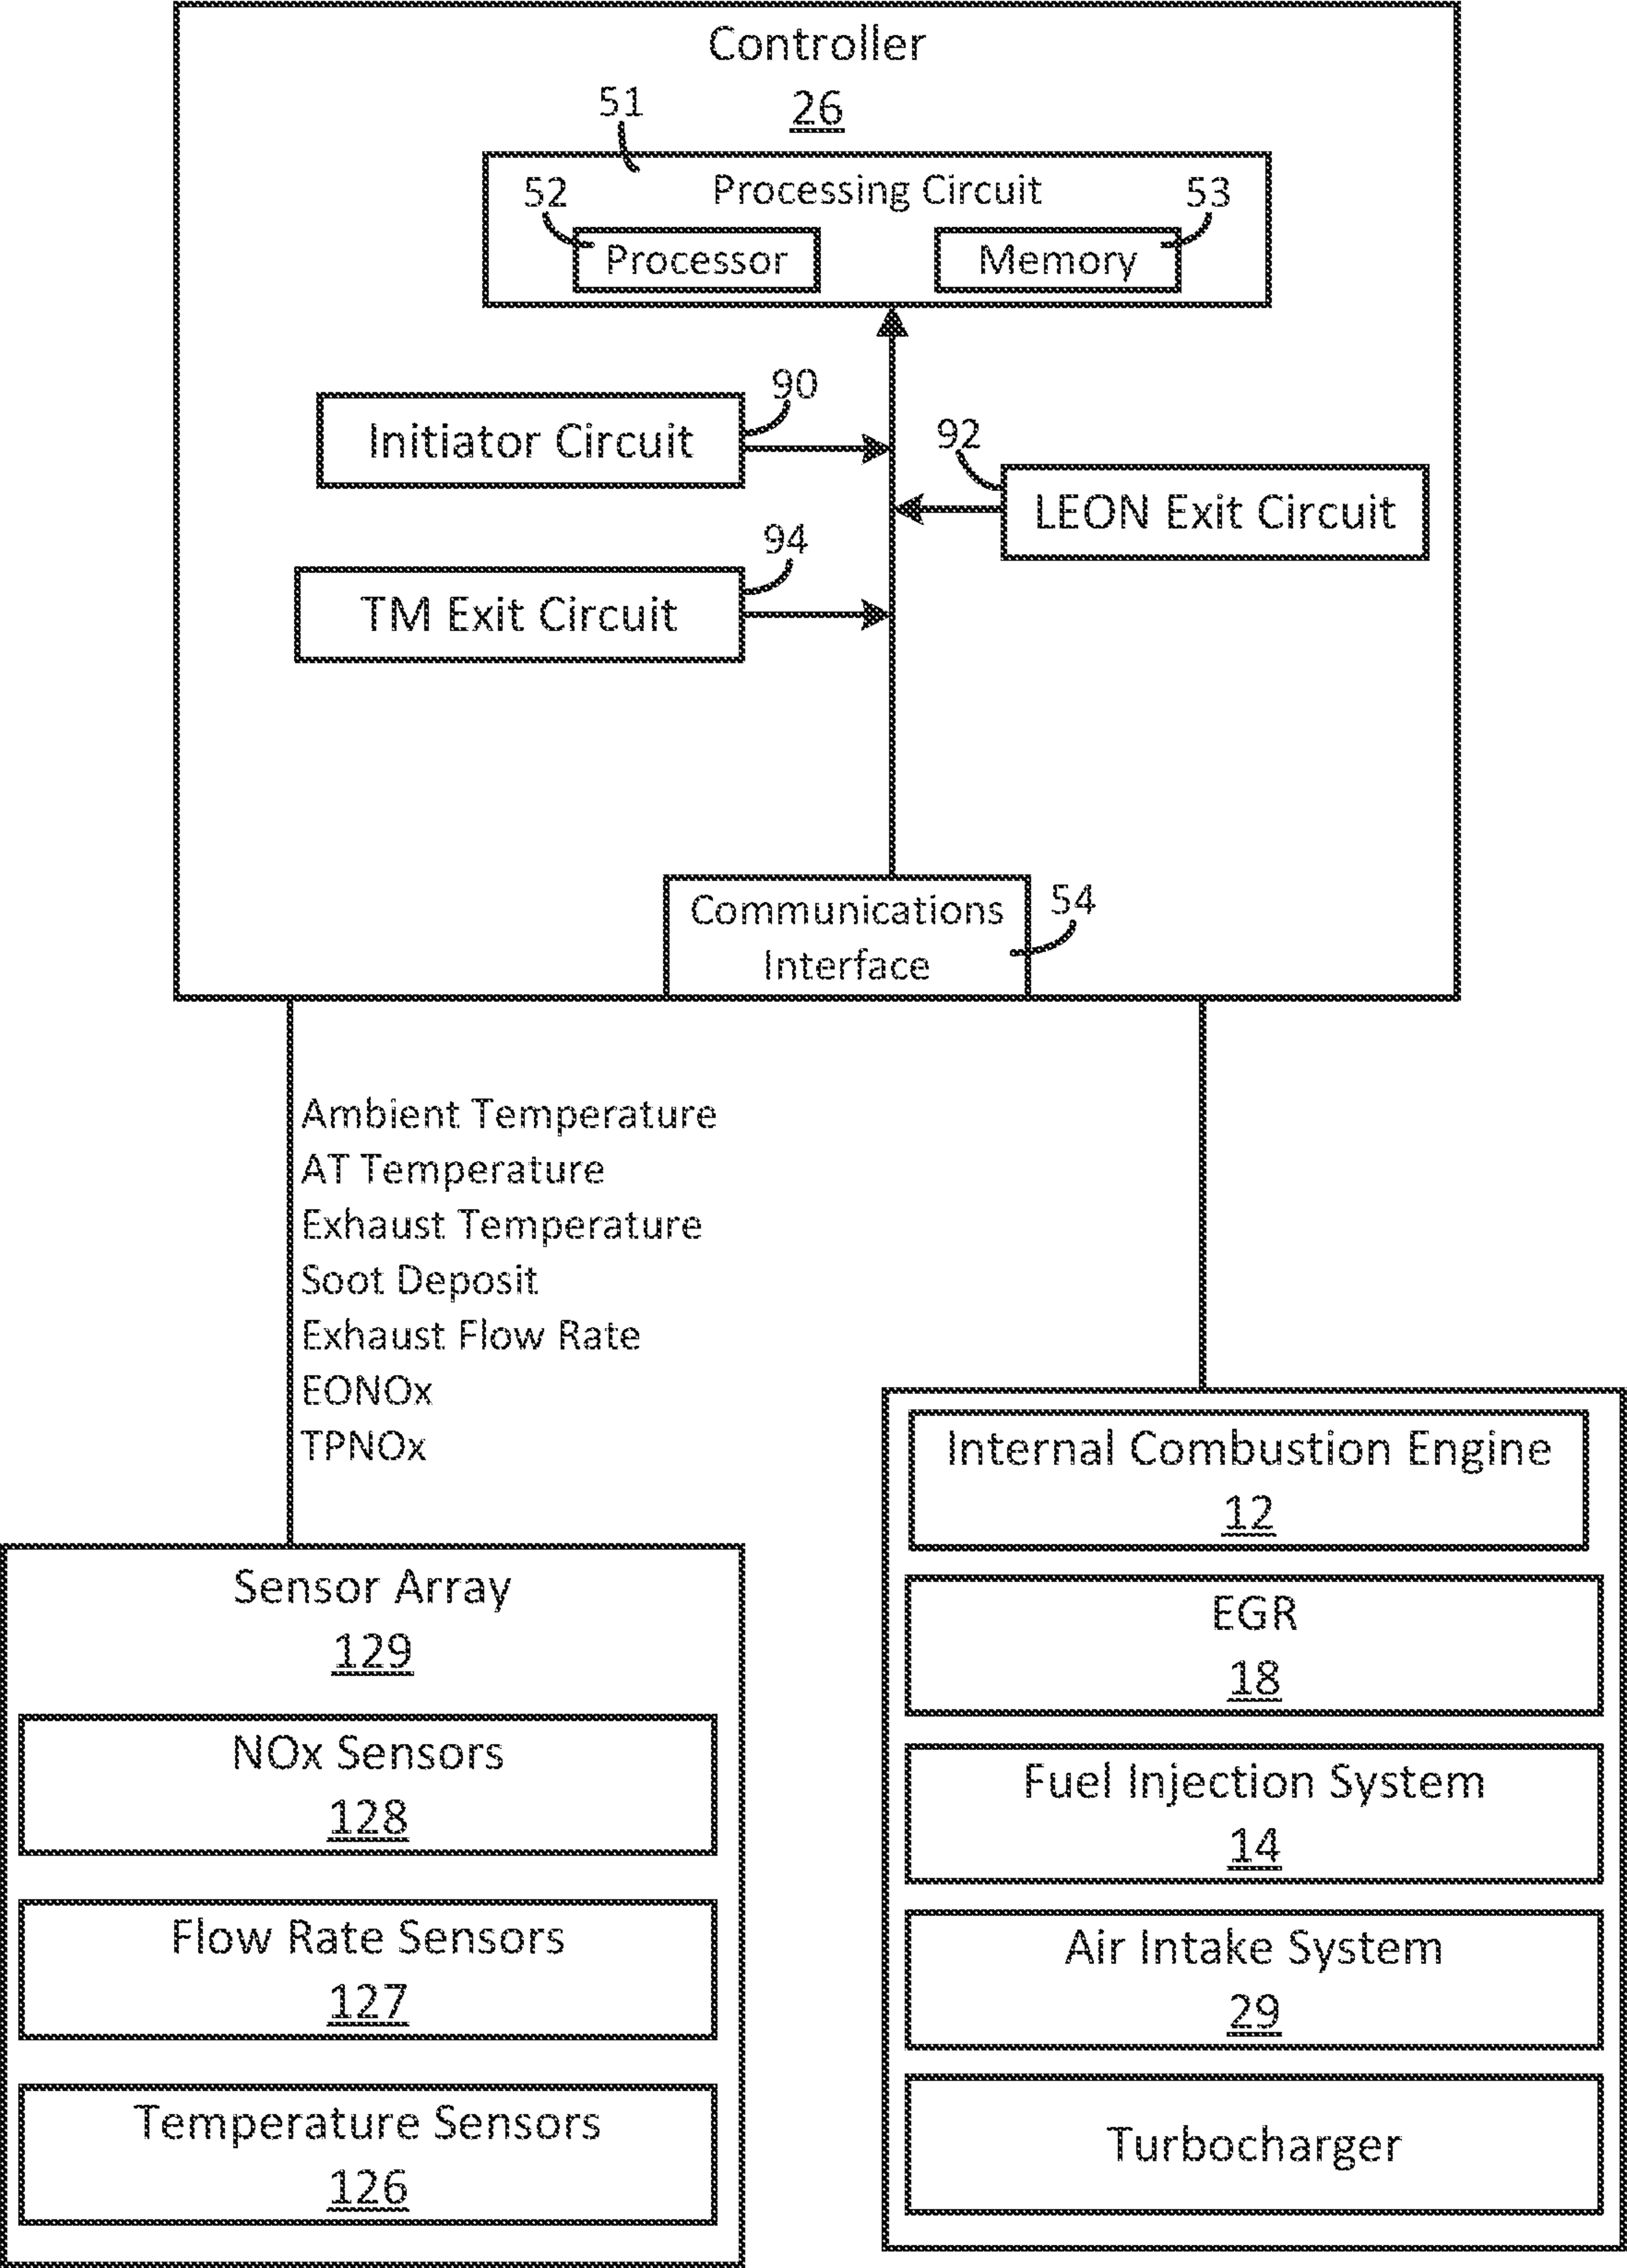 Controller
26
51
Processing Circuit
52
53
Processor
Memory
90
Initiator Circuit
92
LEON Exit Circuit
94
TM Exit Circuit
Communications
Interface
54
Ambient Temperature
AT Temperature
Exhaust Temperature
Soot Deposit
Exhaust Flow Rate
EONOx
TPNOx
Sensor Array
129
NOx Sensors
128
Flow Rate Sensors
127
Temperature Sensors
126
Internal Combustion Engine
12
EGR
18
Fuel Injection System
14
Air Intake System
29
Turbocharger